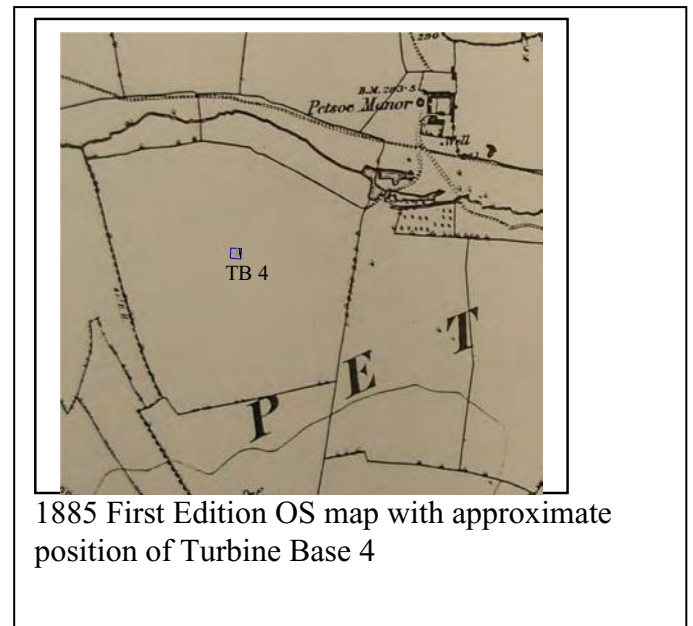 290
B.M. 293·5
Petsoe Manor
Well
TB 4
P E T
1885 First Edition OS map with approximate
position of Turbine Base 4